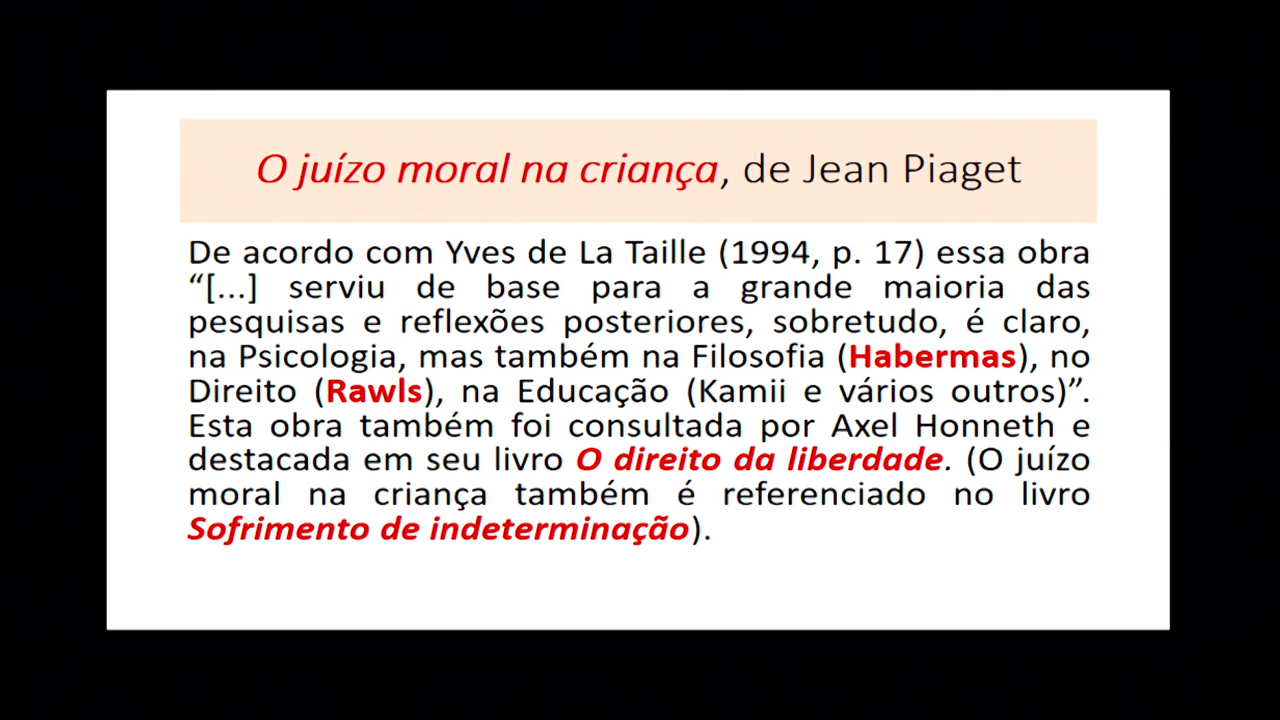 O juízo moral na criança, de Jean Piaget
De acordo com Yves de La Taille (1994, p. 17) essa obra
“[...] serviu de base para a grande maioria das
pesquisas e reflexões posteriores, sobretudo, é claro,
na Psicologia, mas também na Filosofia (Habermas), no
Direito (Rawls), na Educação (Kamii e vários outros)”.
Esta obra também foi consultada por Axel Honneth e
destacada em seu livro O direito da liberdade. (O juízo
moral na criança também é referenciado no livro
Sofrimento de indeterminação).